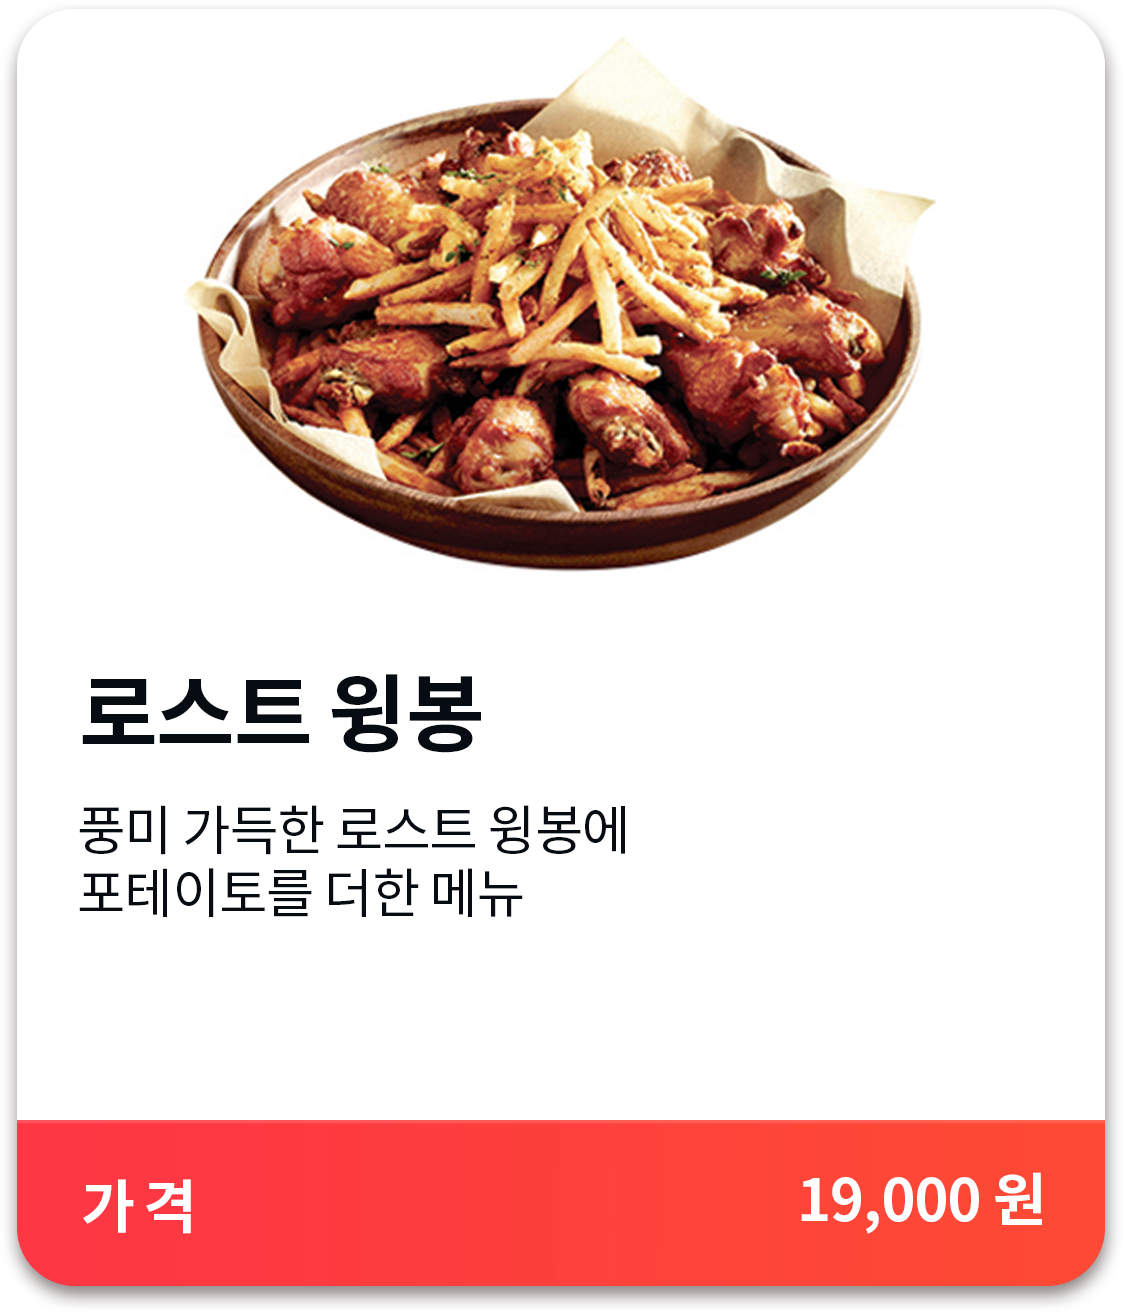 로스트 윙봉
풍미 가득한 로스트 윙봉에
포테이토를 더한 메뉴
가 격
19,000 원